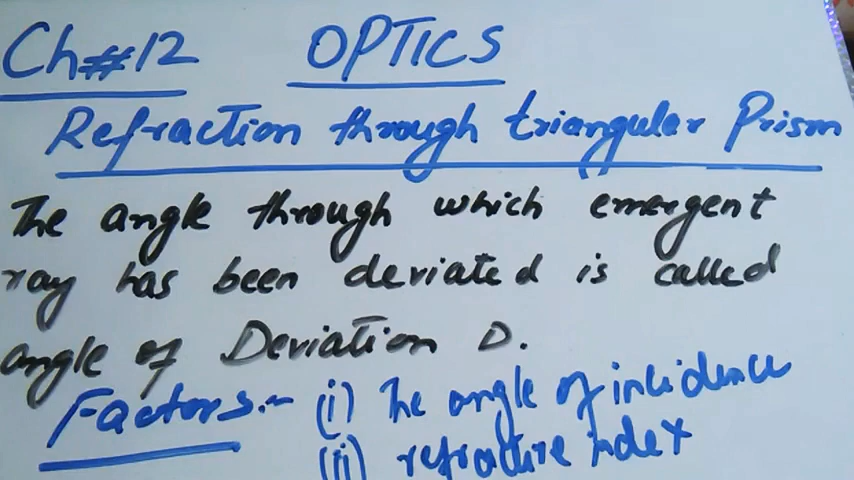 Ch#12 OPTICS
Refraction through triangular Prism
The angle through which emergent
ray has been deviated is called
angle of Deviation D.
Factors:- (i) The angle of incidence
(ii) refractive index